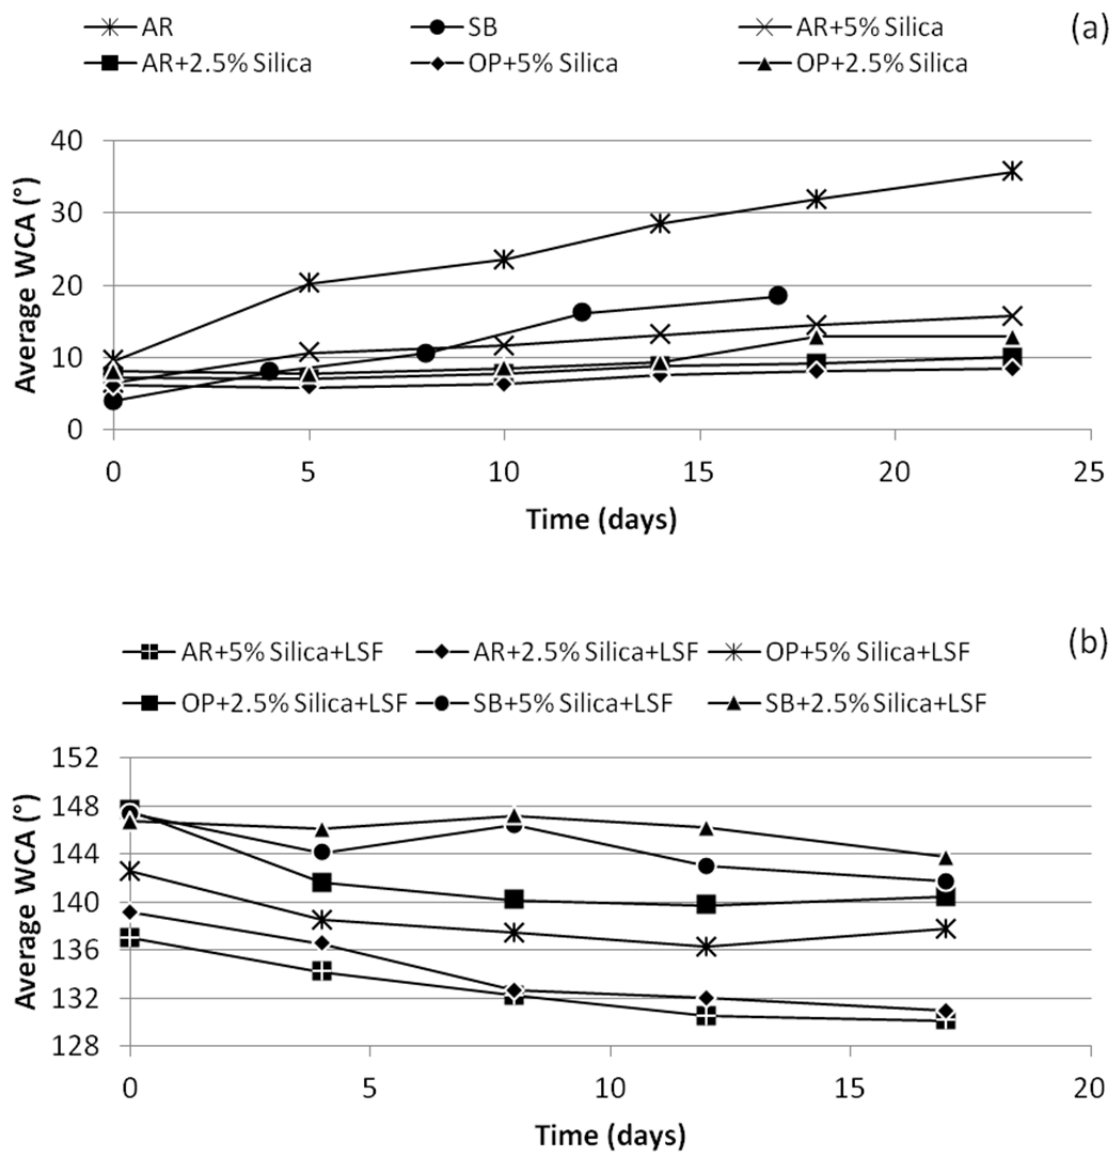 AR SB AR+5% Silica (a)
AR+2.5% Silica OP+5% Silica OP+2.5% Silica
40
30
20
10
0
Average WCA (°)
0 5 10 15 20 25
Time (days)
(b)
AR+5% Silica+LSF AR+2.5% Silica+LSF OP+5% Silica+LSF
OP+2.5% Silica+LSF SB+5% Silica+LSF SB+2.5% Silica+LSF
152
148
144
140
136
132
128
Average WCA (°)
0 5 10 15 20
Time (days)